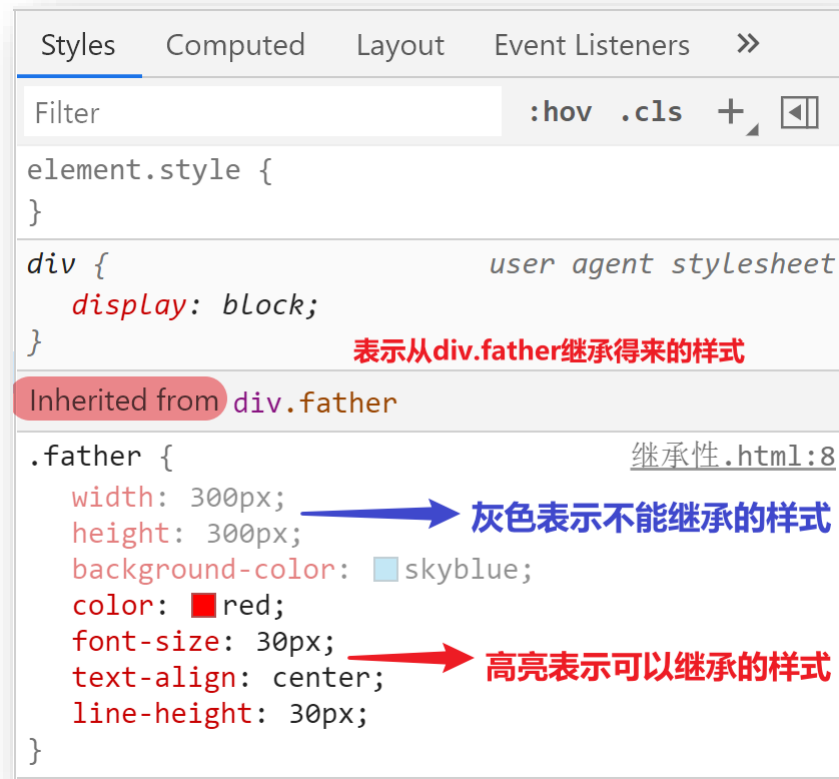 Styles Computed Layout Event Listeners »
Filter :hov .cls +
element.style {
}
div { user agent stylesheet
display: block;
}
表示从div.father继承得来的样式
Inherited from div.father
.father { 继承性.html:8
width: 300px;
灰色表示不能继承的样式
height: 300px;
background-color: skyblue;
color: red;
font-size: 30px;
高亮表示可以继承的样式
text-align: center;
line-height: 30px;
}